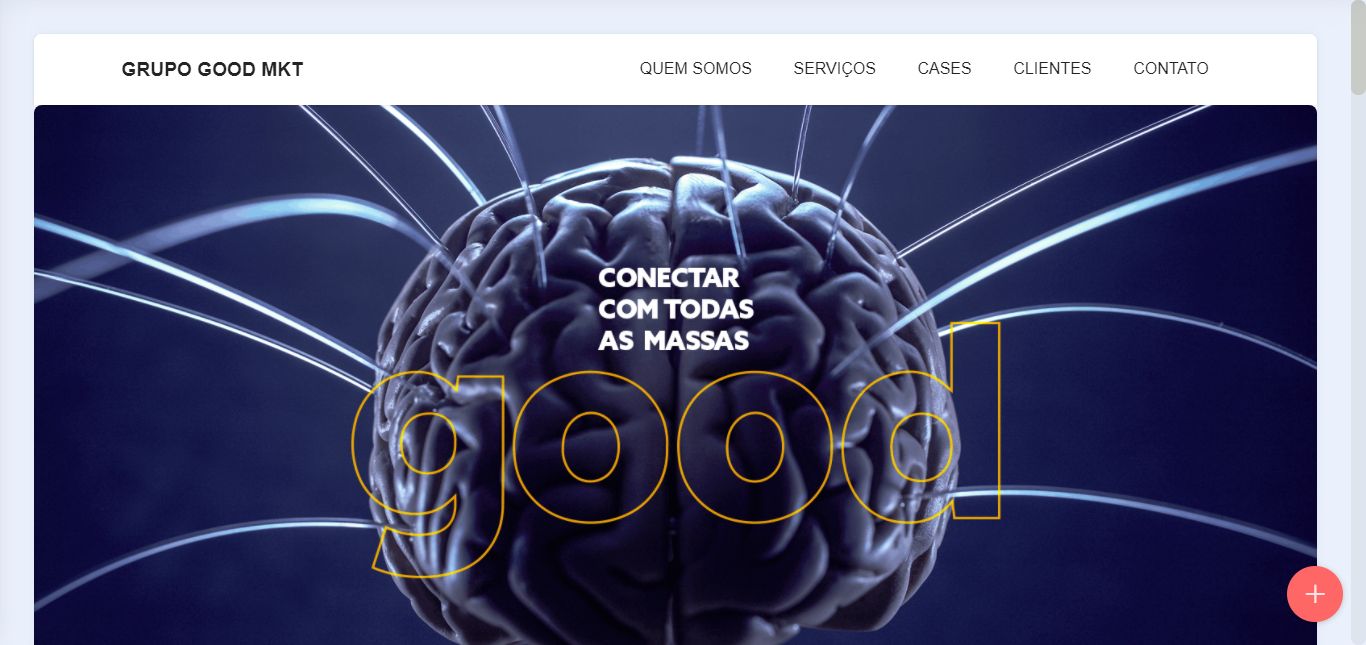 GRUPO GOOD MKT
QUEM SOMOS SERVIÇOS CASES CLIENTES CONTATO
CONECTAR
COM TODAS
AS MASSAS
good